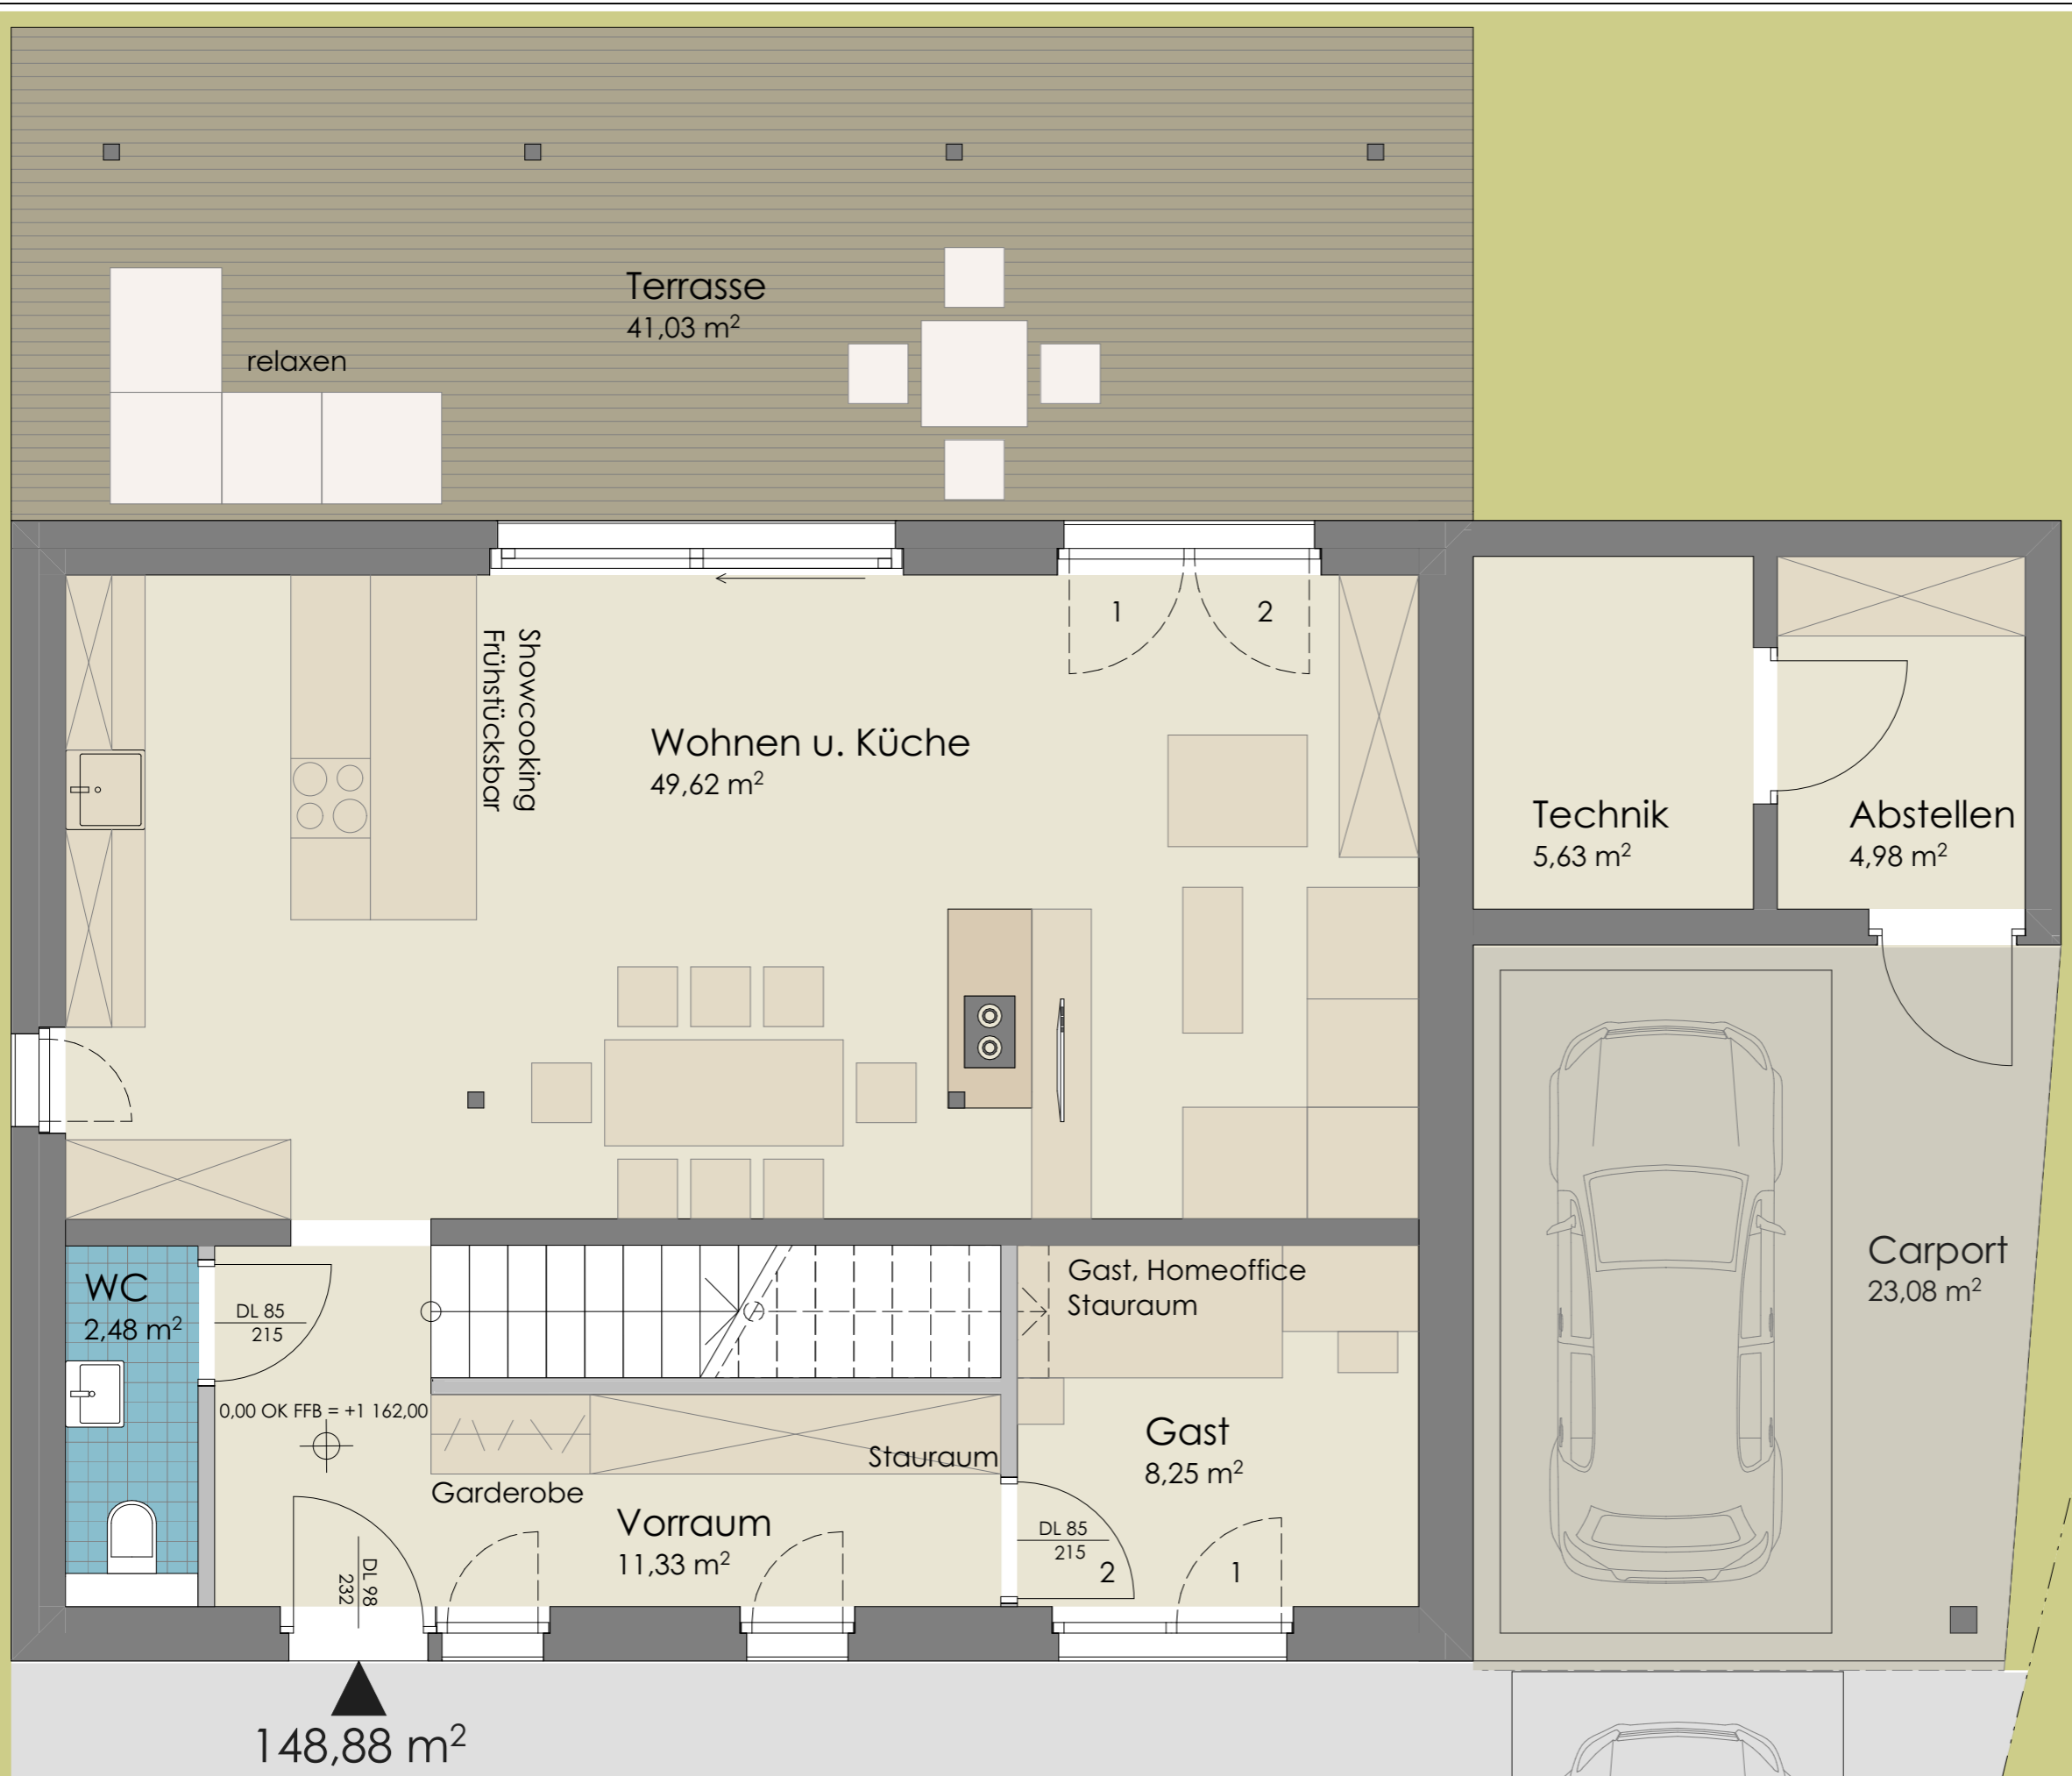 Terrasse
41,03 m²
relaxen
1
2
Showcooking
Frühstücksbar
Wohnen u. Küche
49,62 m²
Technik
5,63 m²
Abstellen
4,98 m²
Carport
23,08 m²
WC
2,48 m²
DL 85
215
Gast, Homeoffice
Stauraum
0,00 OK FFB = +1 162,00
Gast
8,25 m²
Stauraum
Garderobe
Vorraum
11,33 m²
DL 85
215
2
1
DL 98
232
148,88 m²